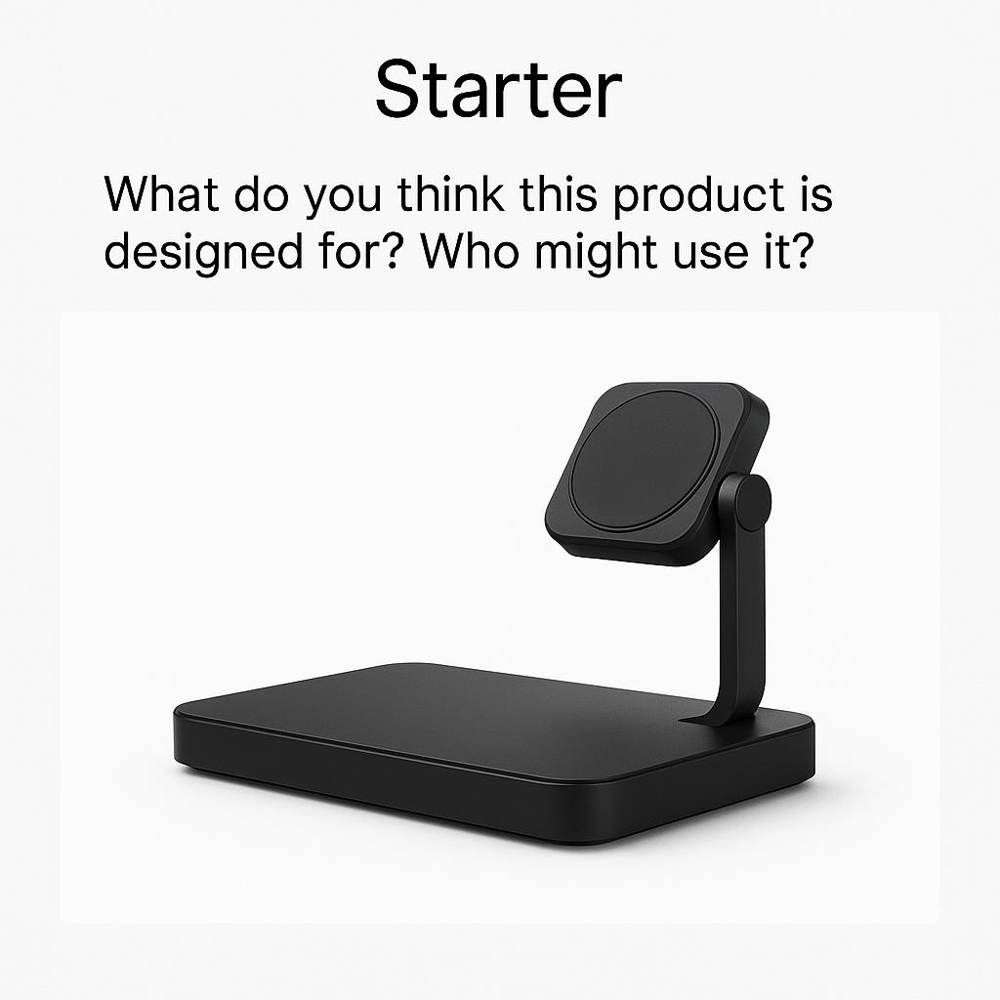 Starter
What do you think this product is
designed for? Who might use it?